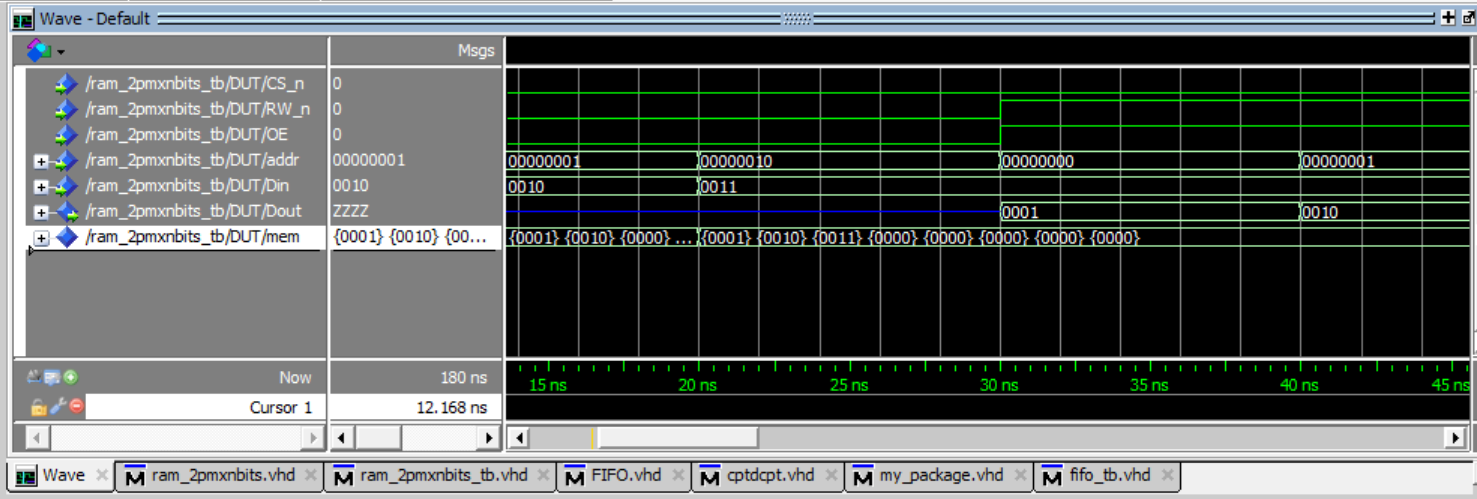 Wave - Default
Msgs
/ram_2pmxnbits_tb/DUT/CS_n 0
/ram_2pmxnbits_tb/DUT/RW_n 0
/ram_2pmxnbits_tb/DUT/OE 0
/ram_2pmxnbits_tb/DUT/addr 00000001 00000001 00000010 00000000 00000001
/ram_2pmxnbits_tb/DUT/Din 0010 0010 0011
/ram_2pmxnbits_tb/DUT/Dout ZZZZ 0001 0010
/ram_2pmxnbits_tb/DUT/mem {0001} {0010} {00... {0001} {0010} {0000} ... {0001} {0010} {0011} {0000} {0000} {0000} {0000} {0000}
Now 180 ns 15 ns 20 ns 25 ns 30 ns 35 ns 40 ns 45 ns
Cursor 1 12.168 ns
Wave ram_2pmxnbits.vhd ram_2pmxnbits_tb.vhd FIFO.vhd cptdcpt.vhd my_package.vhd fifo_tb.vhd